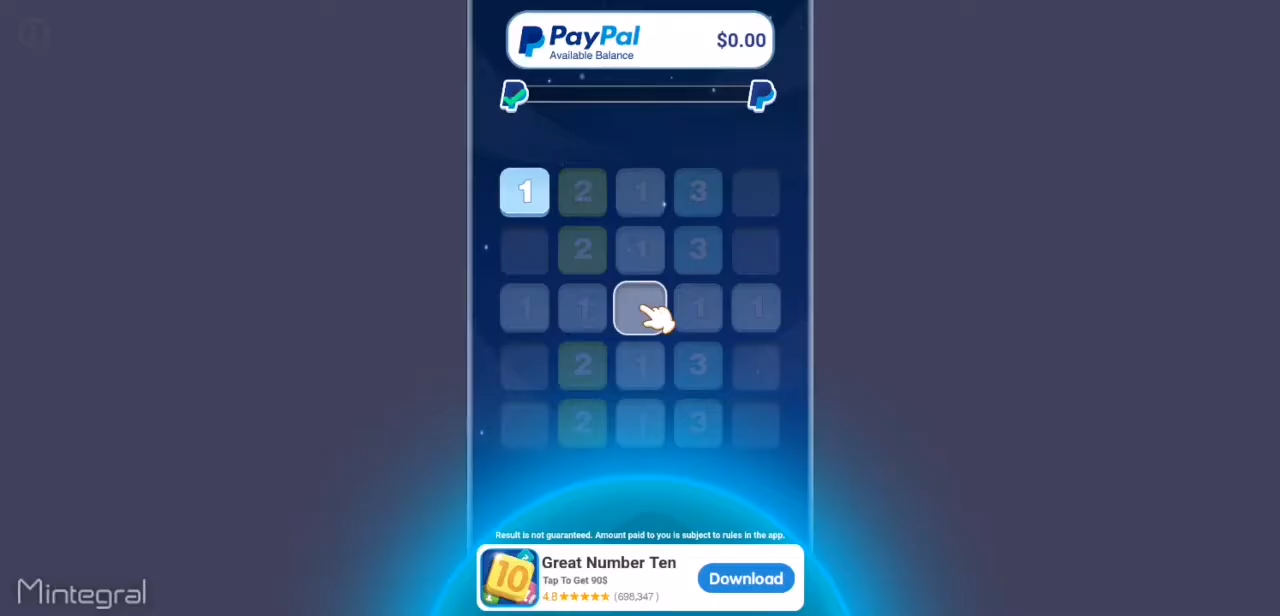 PayPal
Available Balance
$0.00
1 2 1 3
2 1 3
1 1 1 1
2 1 3
2 1 3
Result is not guaranteed. Amount paid to you is subject to rules in the app.
10
Great Number Ten
Tap To Get 90$
4.8 ★★★★★ (698,347)
Download
Mintegral